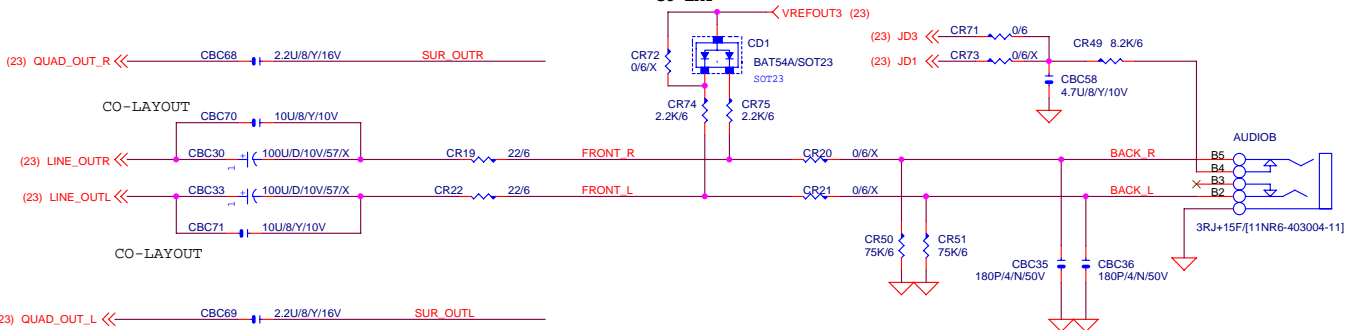 VREFOUT3 (23)
(23) JD3
CR71
0/6
CR49 8.2K/6
(23) JD1
CR73
0/6/X
CBC58
4.7U/8/Y/10V
CR72
0/6/X
CD1
BAT54A/SOT23
SOT23
(23) QUAD_OUT_R
CBC68
2.2U/8/Y/16V
SUR_OUTR
CR74
2.2K/6
CR75
2.2K/6
CO-LAYOUT
CBC70
10U/8/Y/10V
(23) LINE_OUTR
CBC30
1
+
100U/D/10V/57/X
CR19
22/6
FRONT_R
CR20
0/6/X
BACK_R
AUDIOB
B5
B4
B3
B2
(23) LINE_OUTL
CBC33
1
+
100U/D/10V/57/X
CR22
22/6
FRONT_L
CR21
0/6/X
BACK_L
3RJ+15F/[11NR6-403004-11]
CBC71
10U/8/Y/10V
CO-LAYOUT
CR50
75K/6
CR51
75K/6
CBC35
180P/4/N/50V
CBC36
180P/4/N/50V
23) QUAD_OUT_L
CBC69
2.2U/8/Y/16V
SUR_OUTL